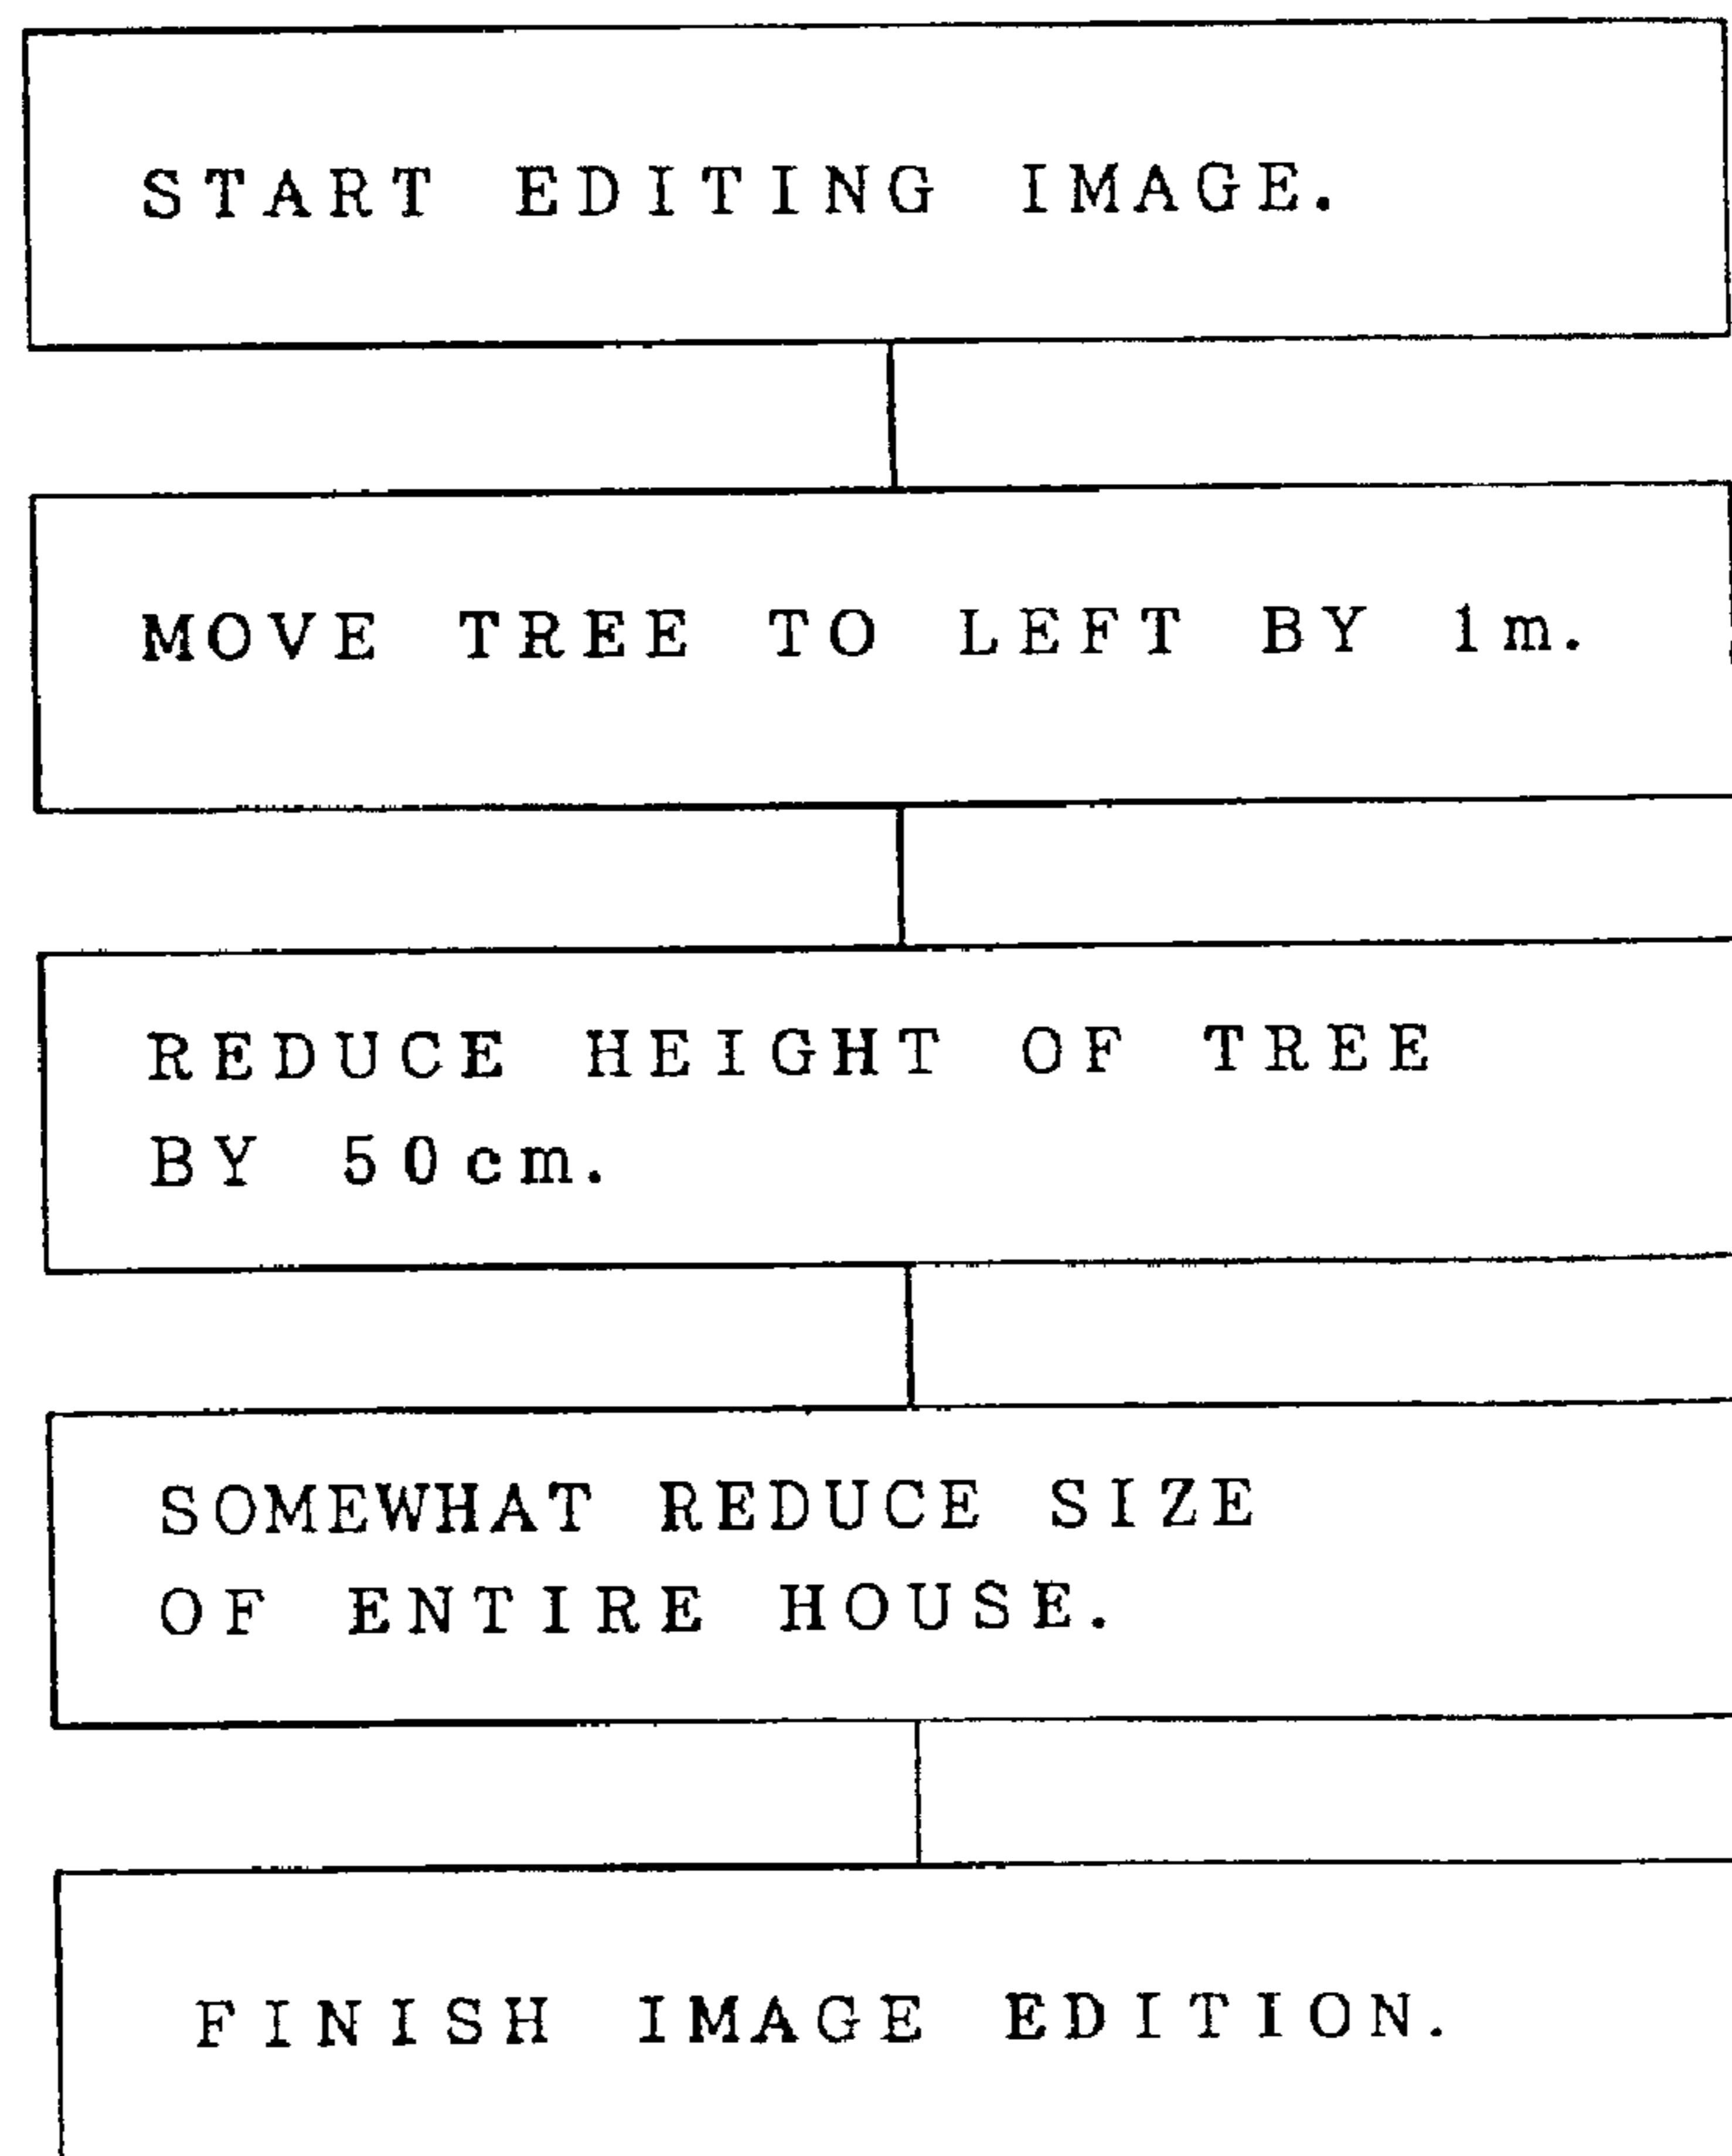 START EDITING IMAGE.
MOVE TREE TO LEFT BY 1m.
REDUCE HEIGHT OF TREE
BY 50cm.
SOMEWHAT REDUCE SIZE
OF ENTIRE HOUSE.
FINISH IMAGE EDITION.